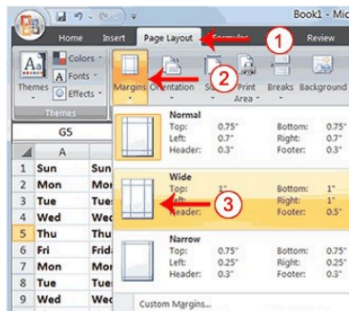 Book1 - Mic
Home Insert Page Layout Formulas Review
1
Aa Colors
A Fonts
Effects
Themes Margins Orientation Print Area Breaks Background
2
Themes
G5
Normal
Top: 0.75" Bottom: 0.75"
Left: 0.7" Right: 0.7"
Header: 0.3" Footer: 0.3"
Wide
Top: 1" Bottom: 1"
Left: Right: 1"
Header: Footer: 0.5"
3
Narrow
Top: 0.75" Bottom: 0.75"
Left: 0.25" Right: 0.25"
Header: 0.3" Footer: 0.3"
Custom Margins...
A
1 Sun Sun
2 Mon Mo
3 Tue Tue
4 Wed Wed
5 Thu Thu
6 Fri Frid
7 Mon Mo
8 Tue Tue
9 Wed Wed